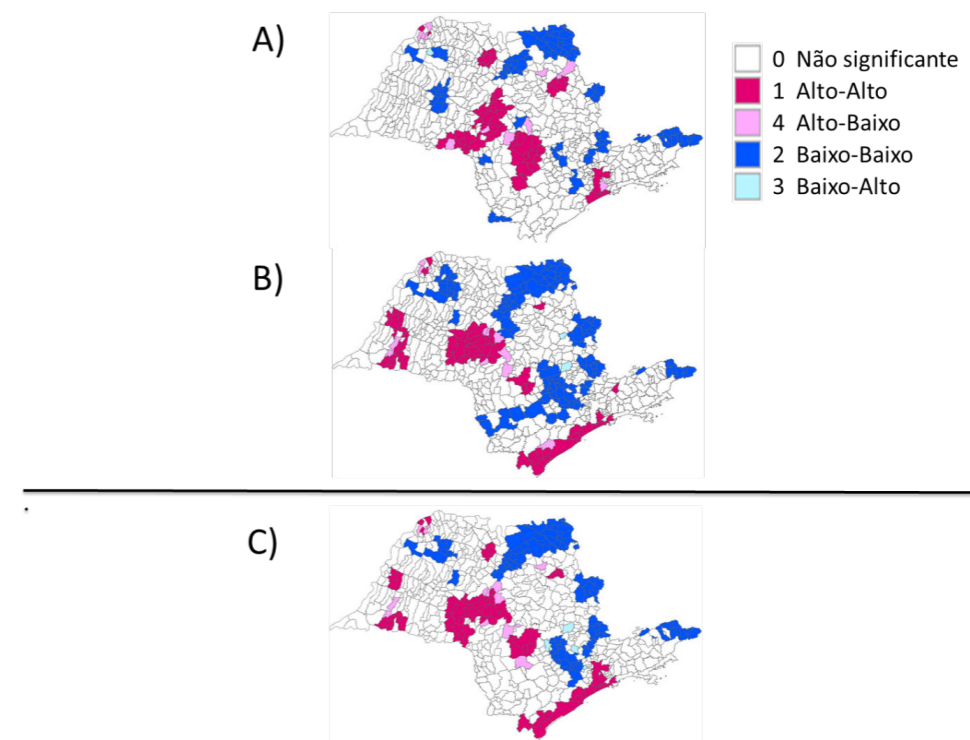 A)
0 Não significante
1 Alto-Alto
4 Alto-Baixo
2 Baixo-Baixo
3 Baixo-Alto
B)
.
C)